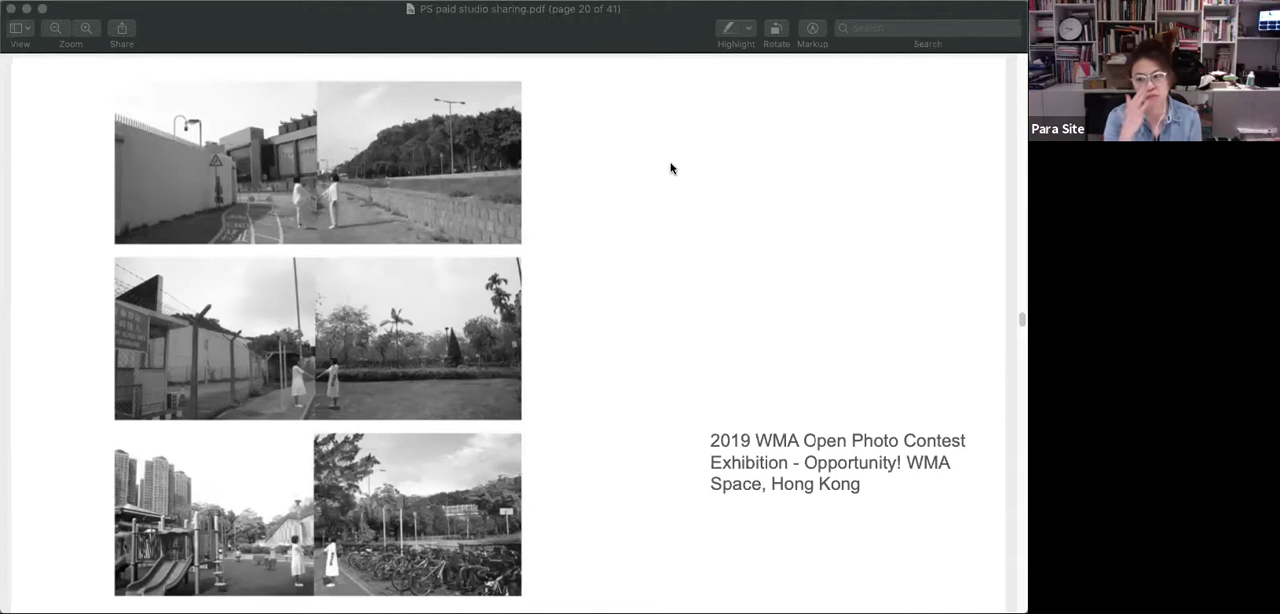 PS paid studio sharing.pdf (page 20 of 41)
View
Zoom
Share
Highlight
Rotate
Markup
Search
Search
Para Site
2019 WMA Open Photo Contest
Exhibition - Opportunity! WMA
Space, Hong Kong